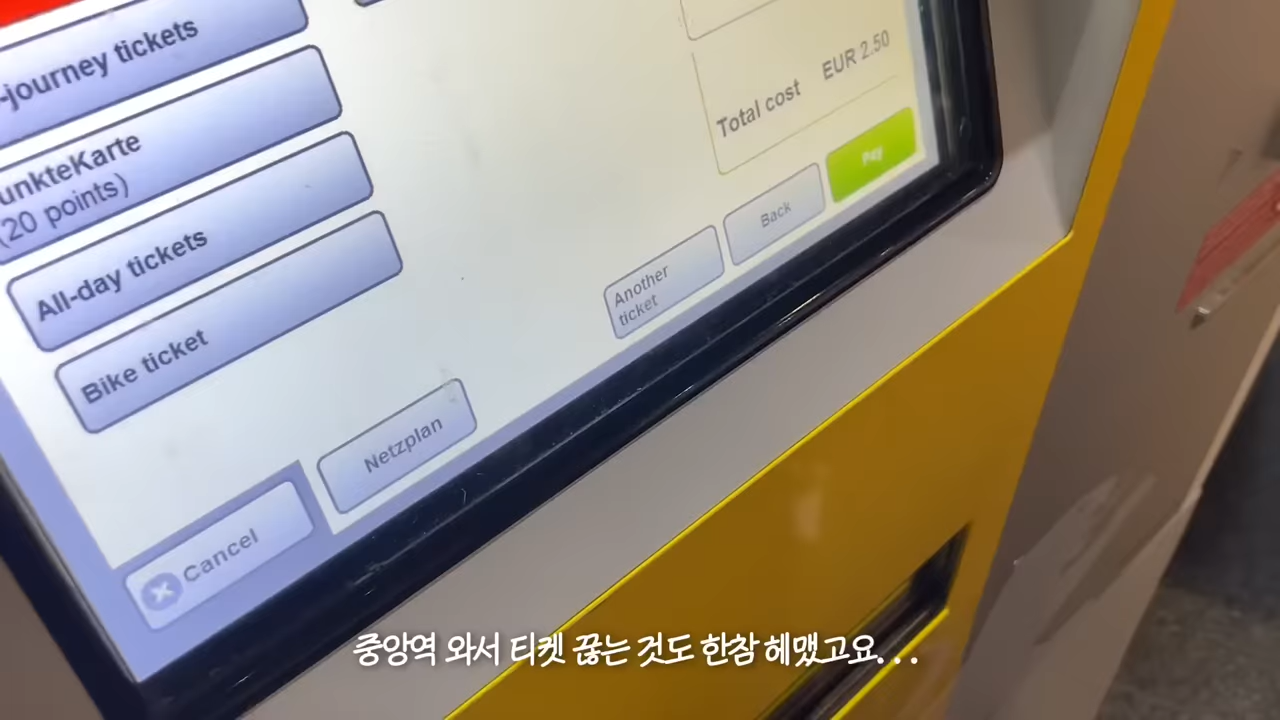 -journey tickets
unkteKarte
(20 points)
All-day tickets
Bike ticket
Netzplan
Cancel
Total cost EUR 2.50
Pay
Back
Another
ticket
중앙역 와서 티켓 끊는 것도 한참 헤맸고요...